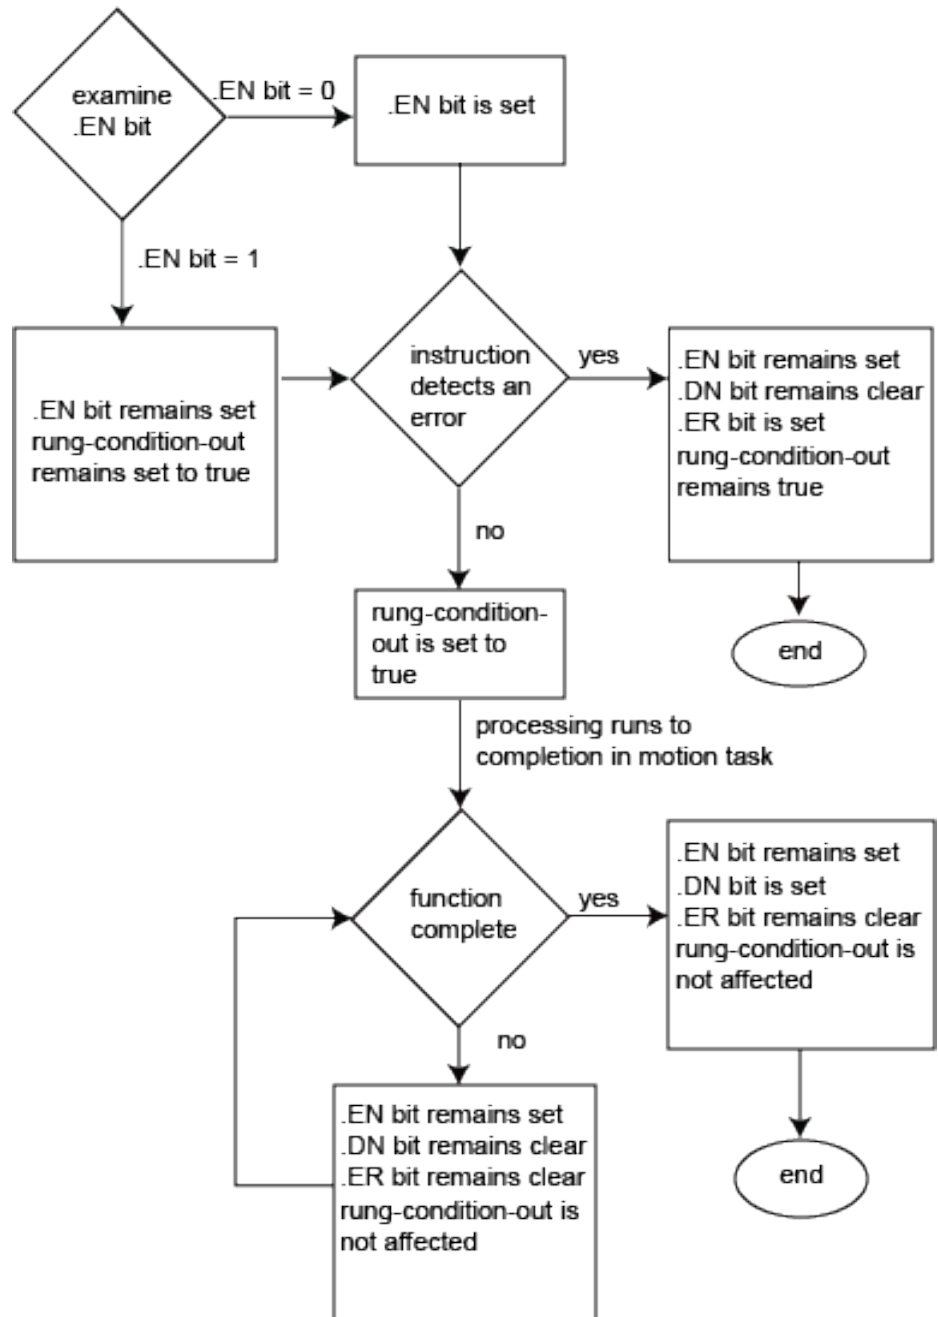 examine
.EN bit
.EN bit = 0
.EN bit is set
.EN bit = 1
.EN bit remains set
rung-condition-out
remains set to true
instruction
detects an
error
yes
.EN bit remains set
.DN bit remains clear
.ER bit is set
rung-condition-out
remains true
end
no
rung-condition-
out is set to
true
processing runs to
completion in motion task
function
complete
yes
.EN bit remains set
.DN bit is set
.ER bit remains clear
rung-condition-out is
not affected
end
no
.EN bit remains set
.DN bit remains clear
.ER bit remains clear
rung-condition-out is
not affected